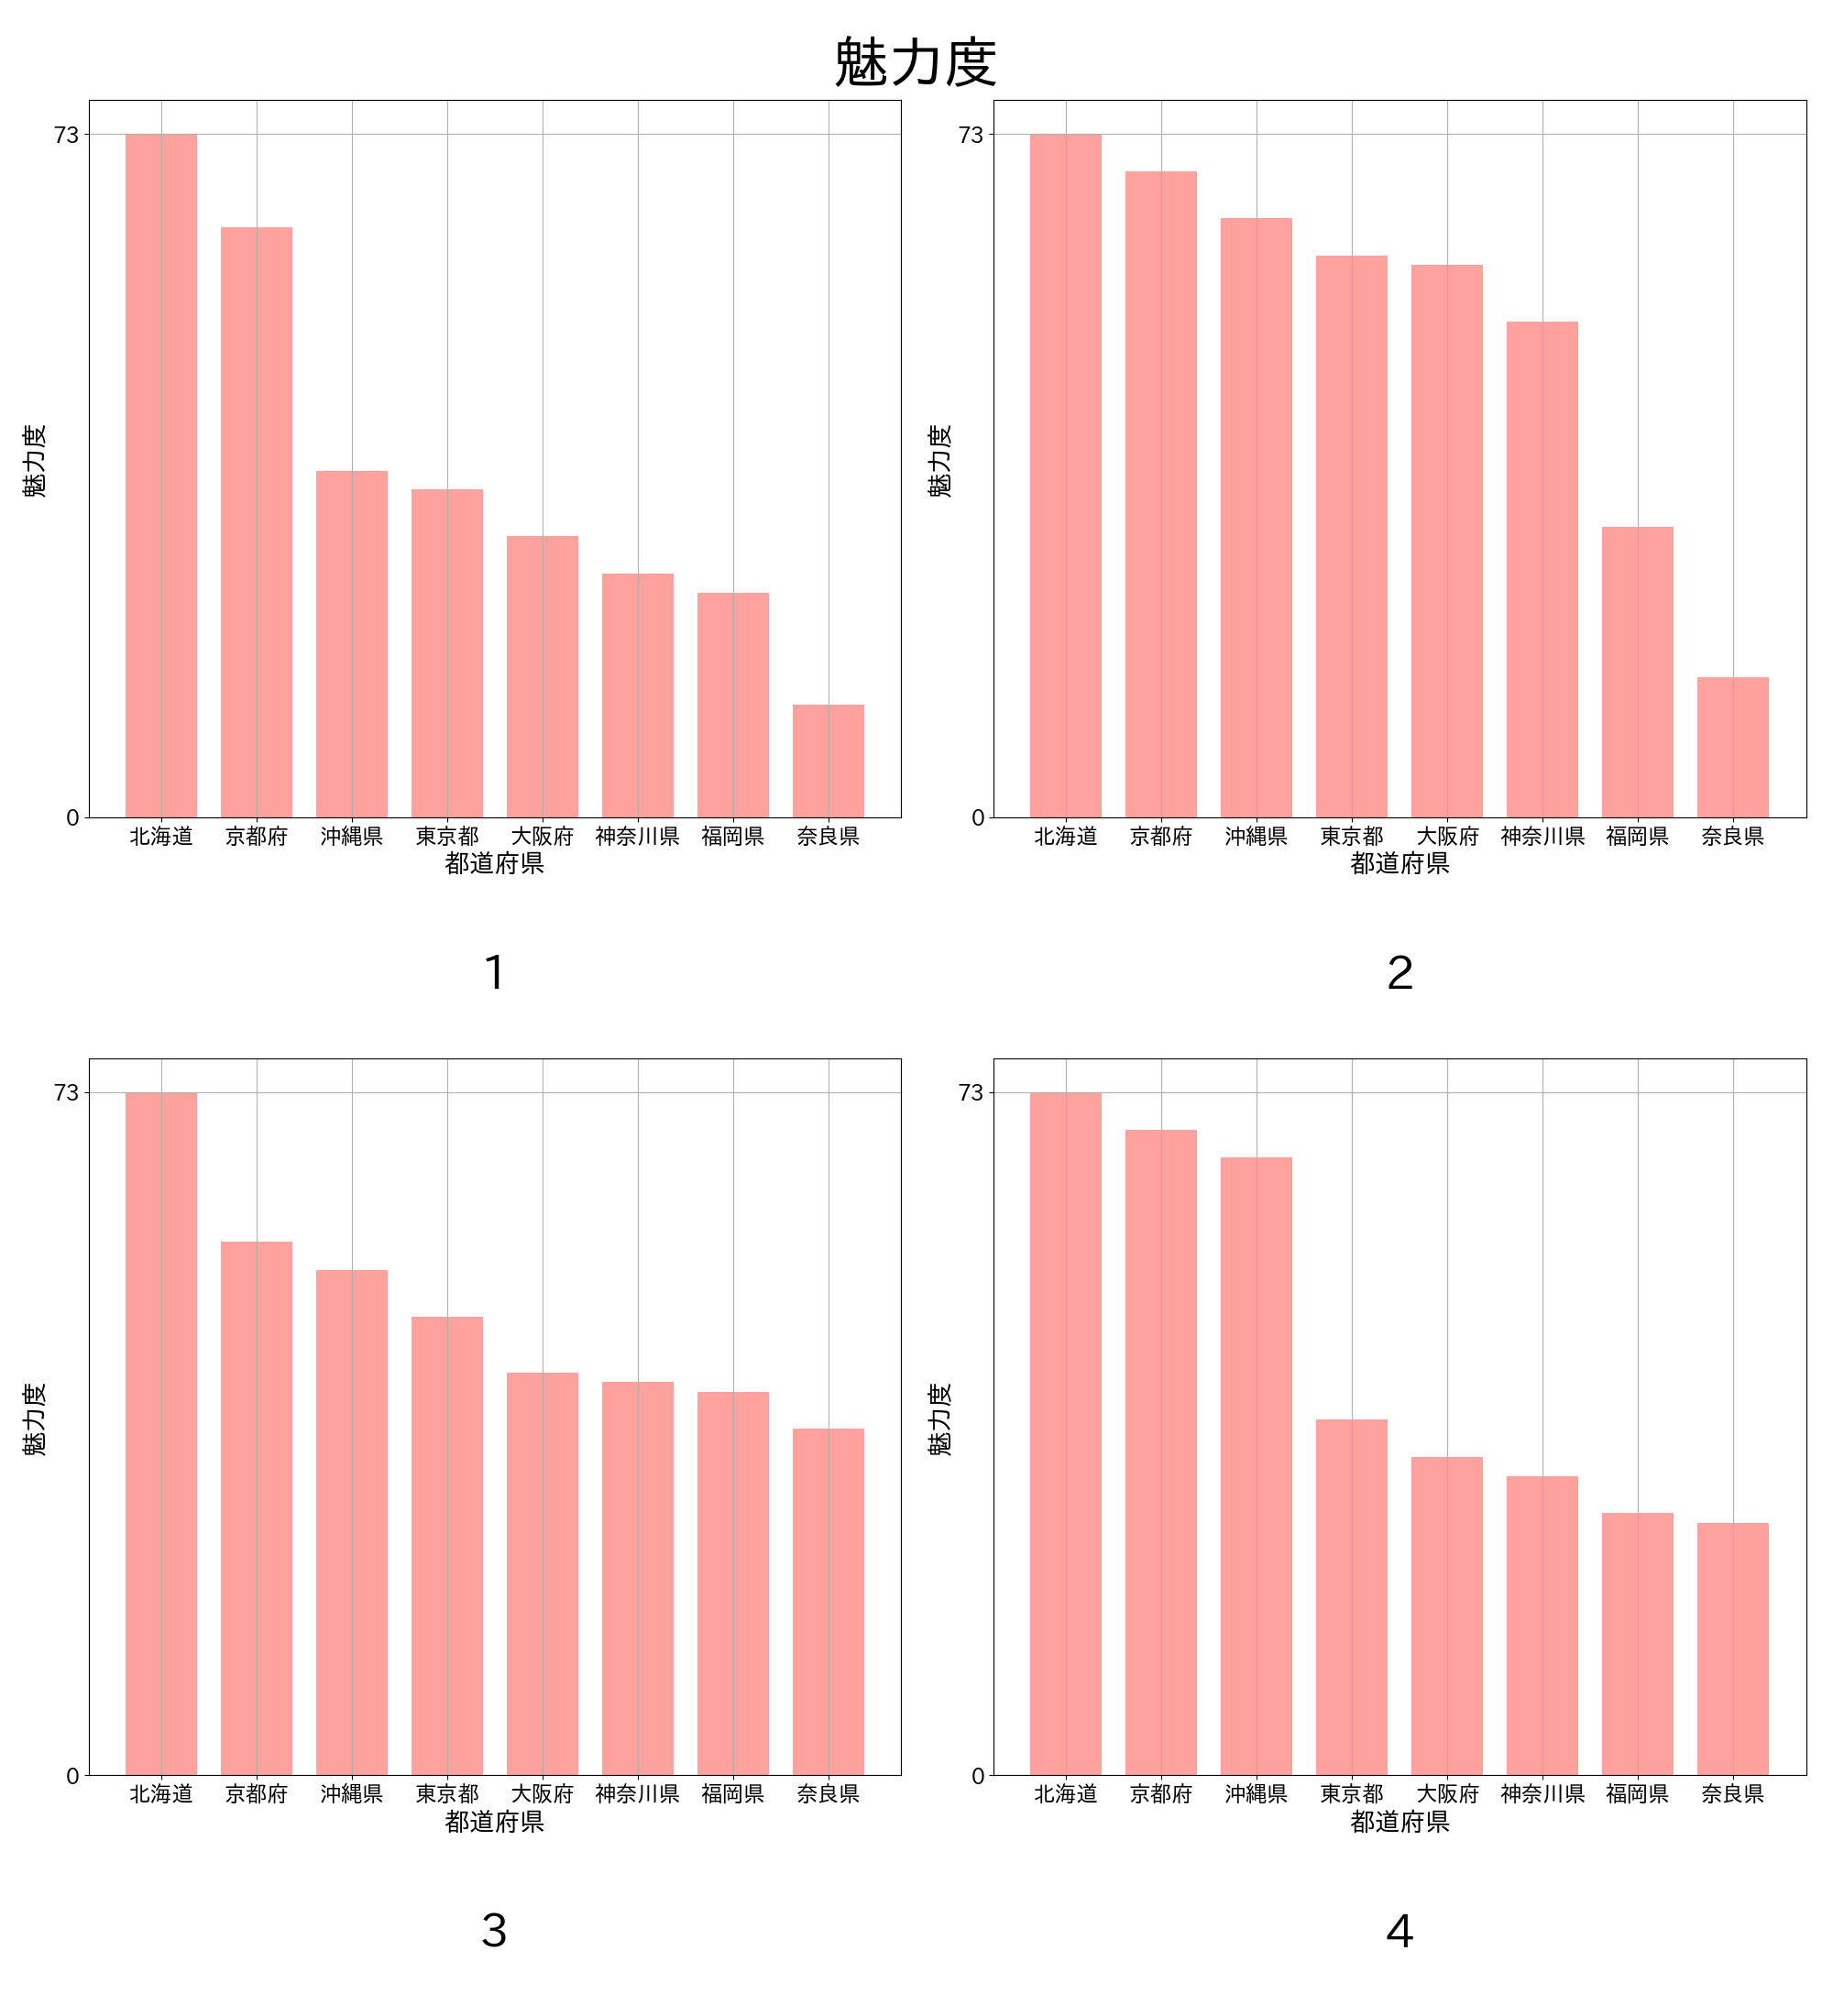 魅力度
73
0
魅力度
北海道 京都府 沖縄県 東京都 大阪府 神奈川県 福岡県 奈良県
都道府県
1
73
0
魅力度
北海道 京都府 沖縄県 東京都 大阪府 神奈川県 福岡県 奈良県
都道府県
2
73
0
魅力度
北海道 京都府 沖縄県 東京都 大阪府 神奈川県 福岡県 奈良県
都道府県
3
73
0
魅力度
北海道 京都府 沖縄県 東京都 大阪府 神奈川県 福岡県 奈良県
都道府県
4